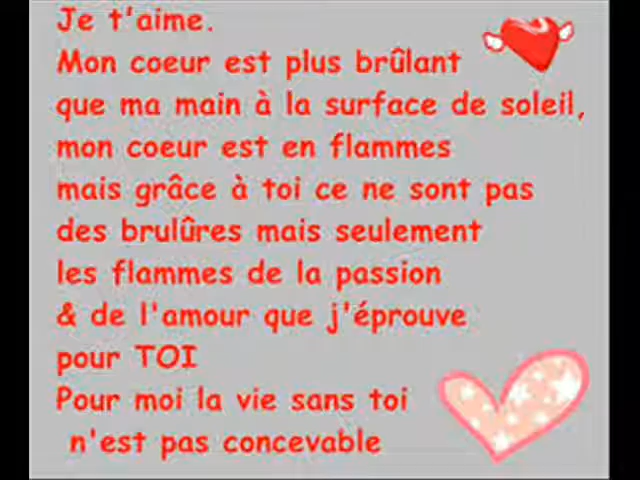 Je t'aime.
Mon coeur est plus brûlant
que ma main à la surface de soleil,
mon coeur est en flammes
mais grâce à toi ce ne sont pas
des brulûres mais seulement
les flammes de la passion
& de l'amour que j'éprouve
pour TOI
Pour moi la vie sans toi
n'est pas concevable